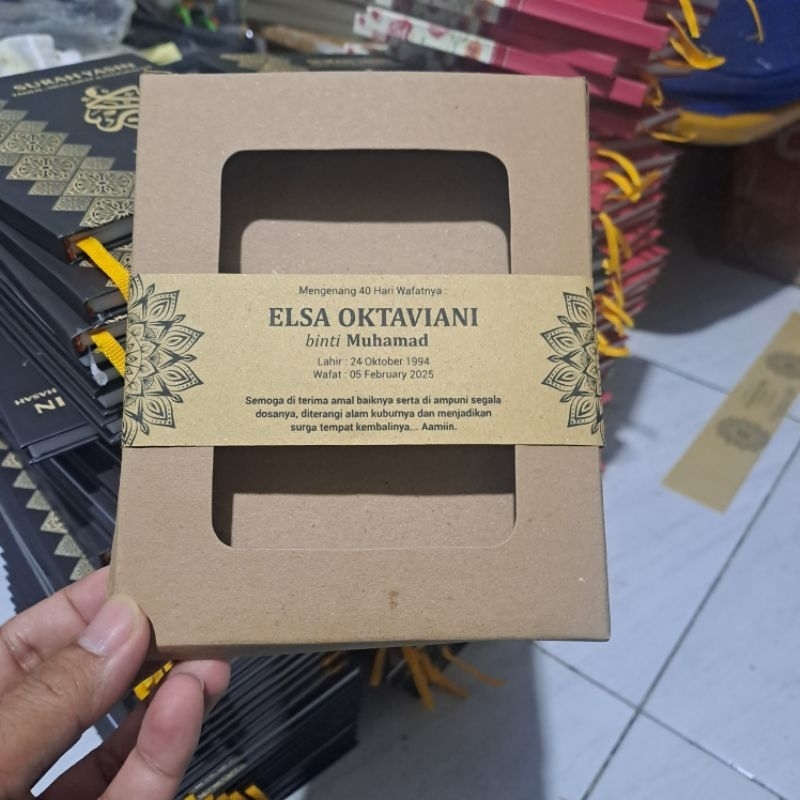 SURAH YASIN
Mengenang 40 Hari Wafatnya :
ELSA OKTAVIANI
binti Muhamad
Lahir : 24 Oktober 1994
Wafat : 05 February 2025
Semoga di terima amal baiknya serta di ampuni segala
dosanya, diterangi alam kuburnya dan menjadikan
surga tempat kembalinya... Aamiin.
IN